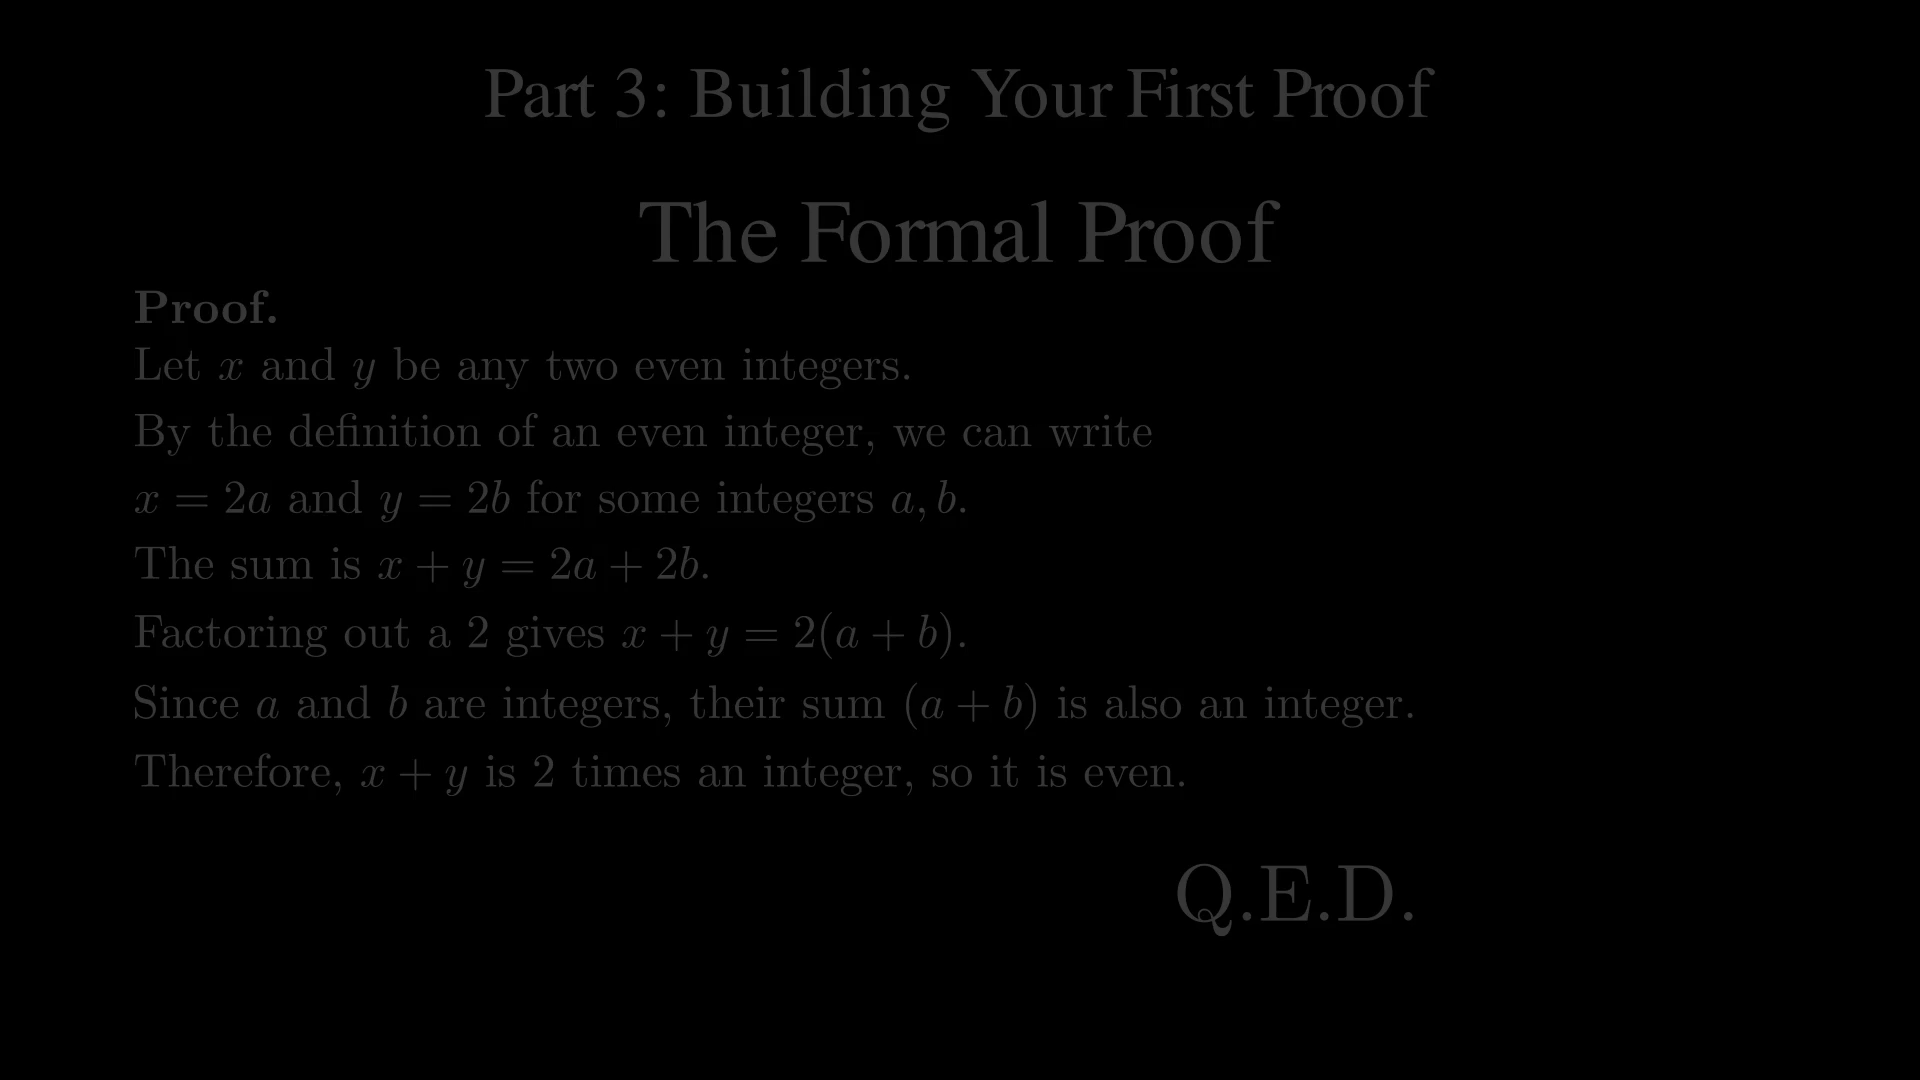 Part 3: Building Your First Proof
The Formal Proof
Proof.
Let x and y be any two even integers.
By the definition of an even integer, we can write
x = 2a and y = 2b for some integers a, b.
The sum is x + y = 2a + 2b.
Factoring out a 2 gives x + y = 2(a + b).
Since a and b are integers, their sum (a + b) is also an integer.
Therefore, x + y is 2 times an integer, so it is even.
Q.E.D.